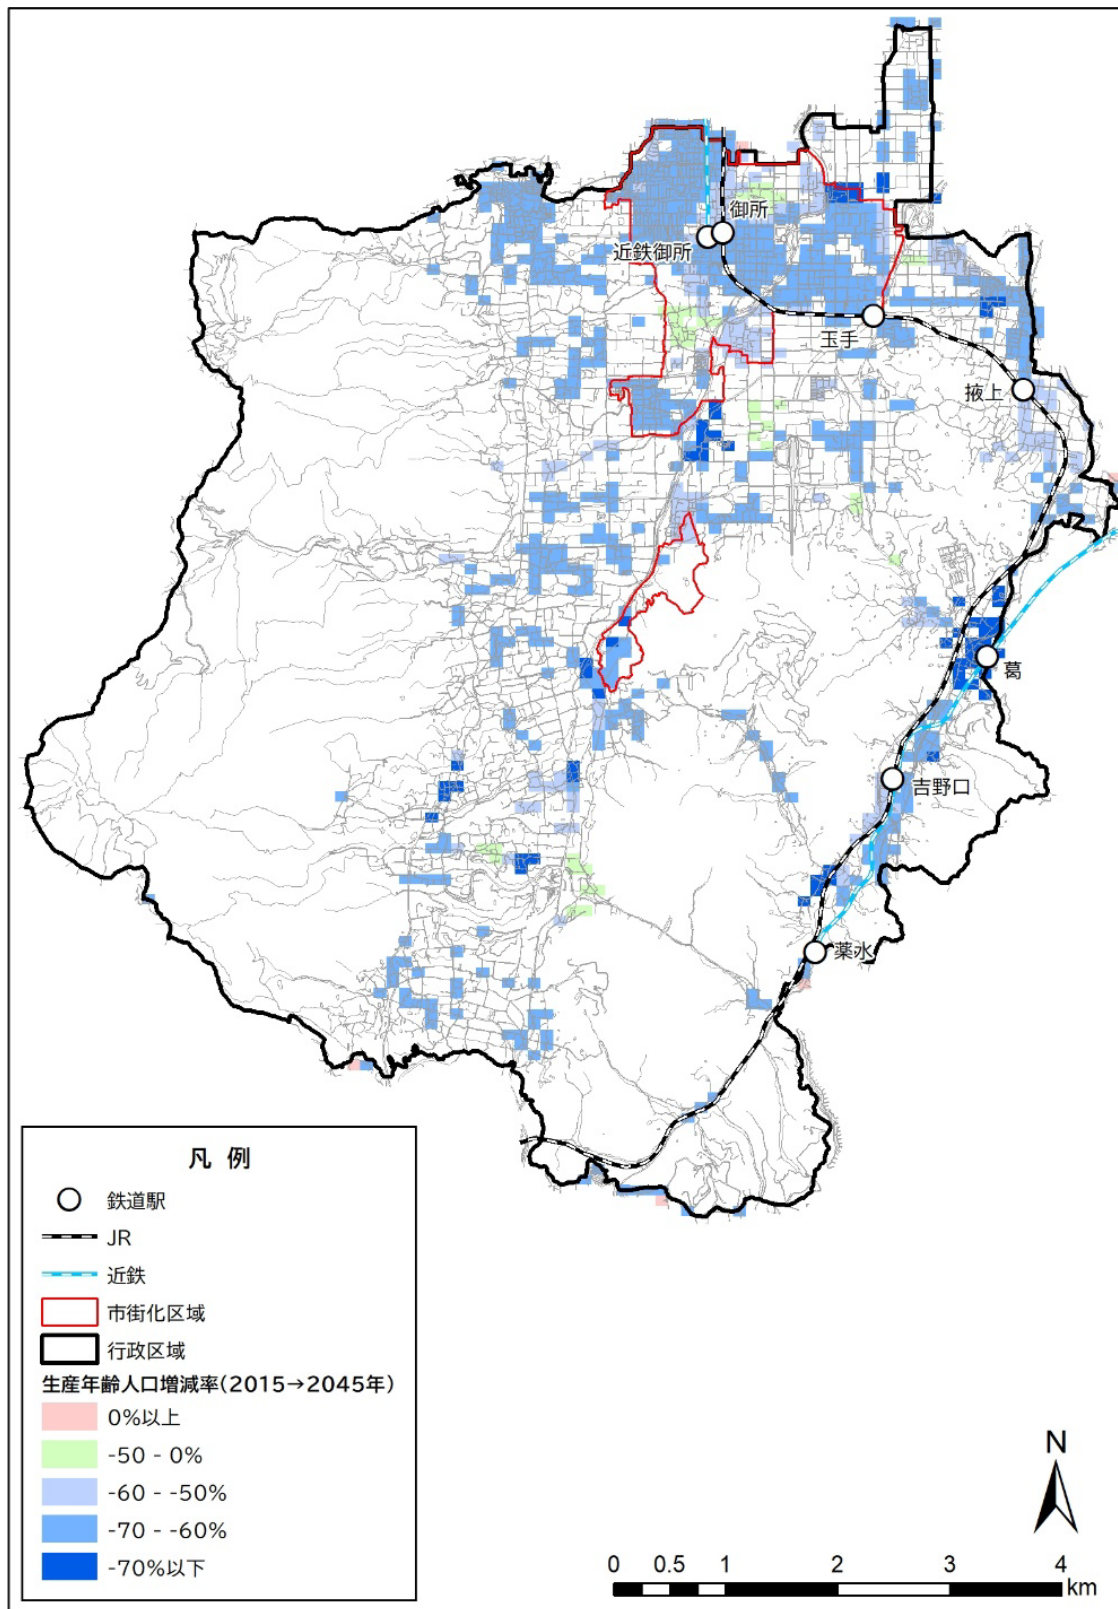 御所
近鉄御所
玉手
掖上
葛
吉野口
薬水
凡 例
鉄道駅
JR
近鉄
市街化区域
行政区域
生産年齢人口増減率(2015→2045年)
0%以上
-50 - 0%
-60 - -50%
-70 - -60%
-70%以下
N
0 0.5 1 2 3 4
km